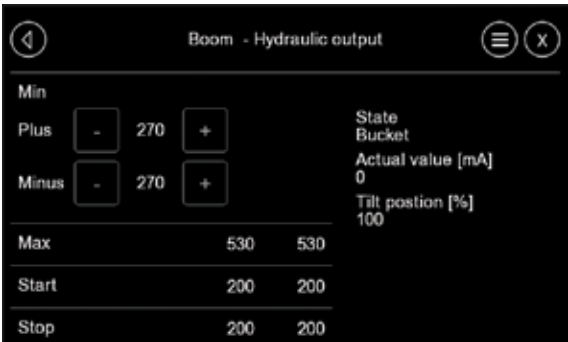 Boom - Hydraulic output X
Min
Plus - 270 +
Minus - 270 +
State
Bucket
Actual value [mA]
0
Tilt postion [%]
100
Max 530 530
Start 200 200
Stop 200 200